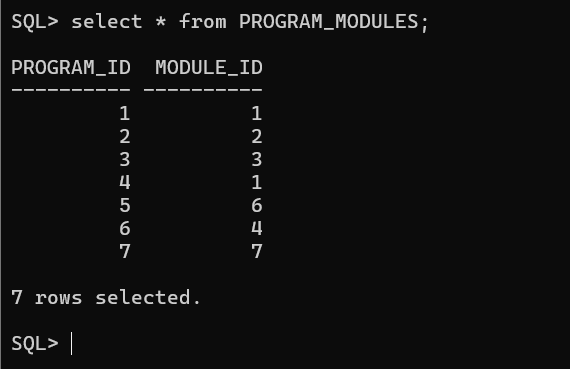 SQL> select * from PROGRAM_MODULES;
PROGRAM_ID  MODULE_ID
---------- ----------
         1          1
         2          2
         3          3
         4          1
         5          6
         6          4
         7          7
7 rows selected.
SQL>